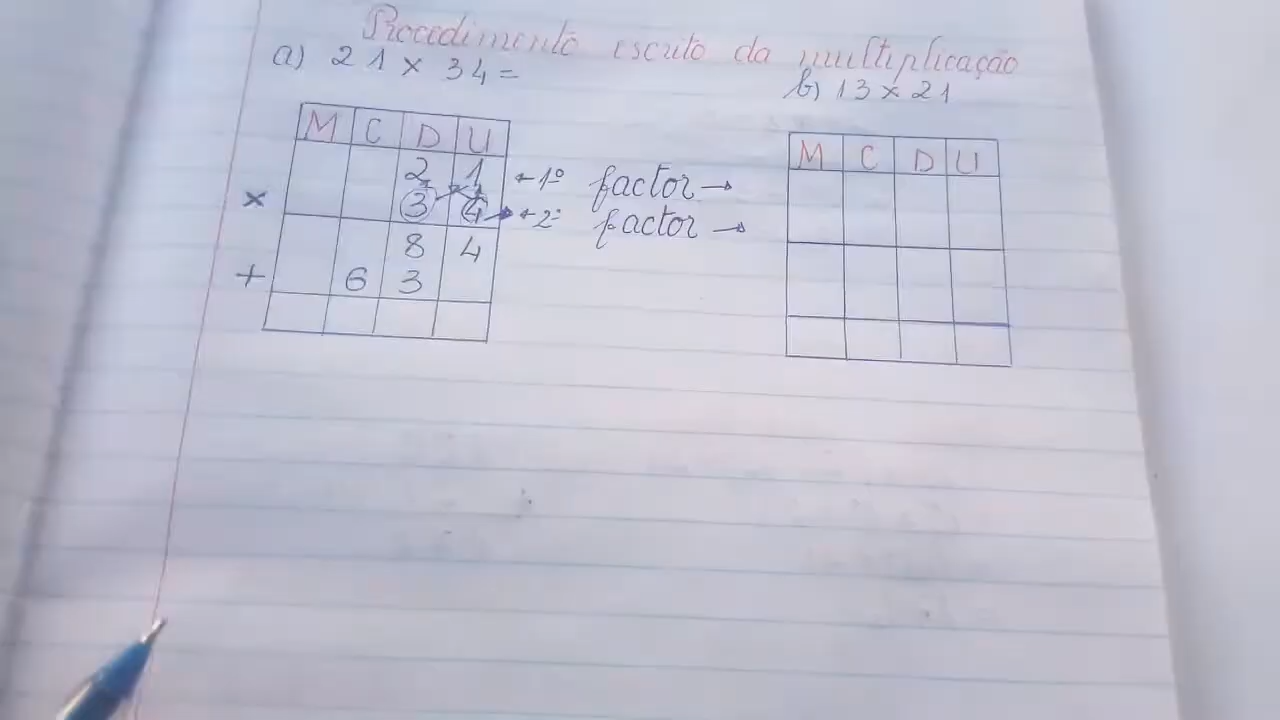 Procedimento escrito da multiplicação
a) 21 x 34 =
b) 13 x 21
M C D U
2 1 ← 1º factor →
x 3 4 ← 2º factor →
8 4
+ 6 3
M C D U